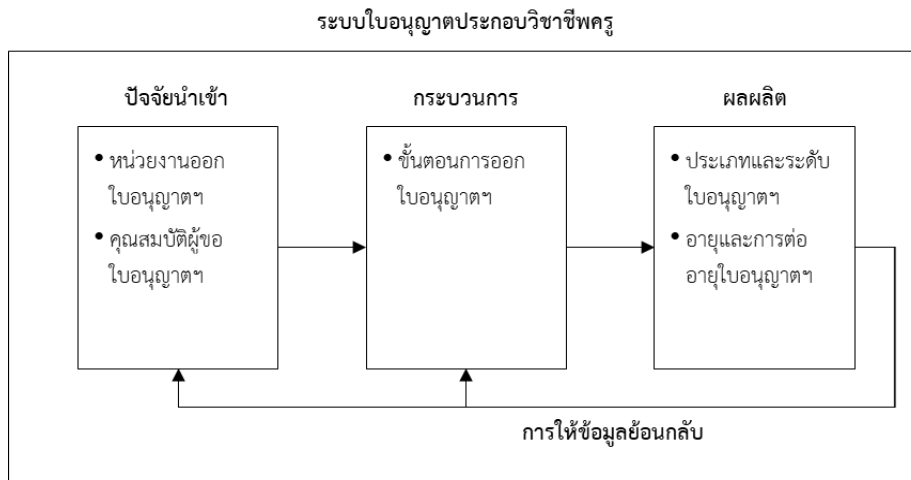 ระบบใบอนุญาตประกอบวิชาชีพครู
ปัจจัยนำเข้า
• หน่วยงานออก
ใบอนุญาตฯ
• คุณสมบัติผู้ขอ
ใบอนุญาตฯ
กระบวนการ
• ขั้นตอนการออก
ใบอนุญาตฯ
ผลผลิต
• ประเภทและระดับ
ใบอนุญาตฯ
• อายุและการต่อ
อายุใบอนุญาตฯ
การให้ข้อมูลย้อนกลับ